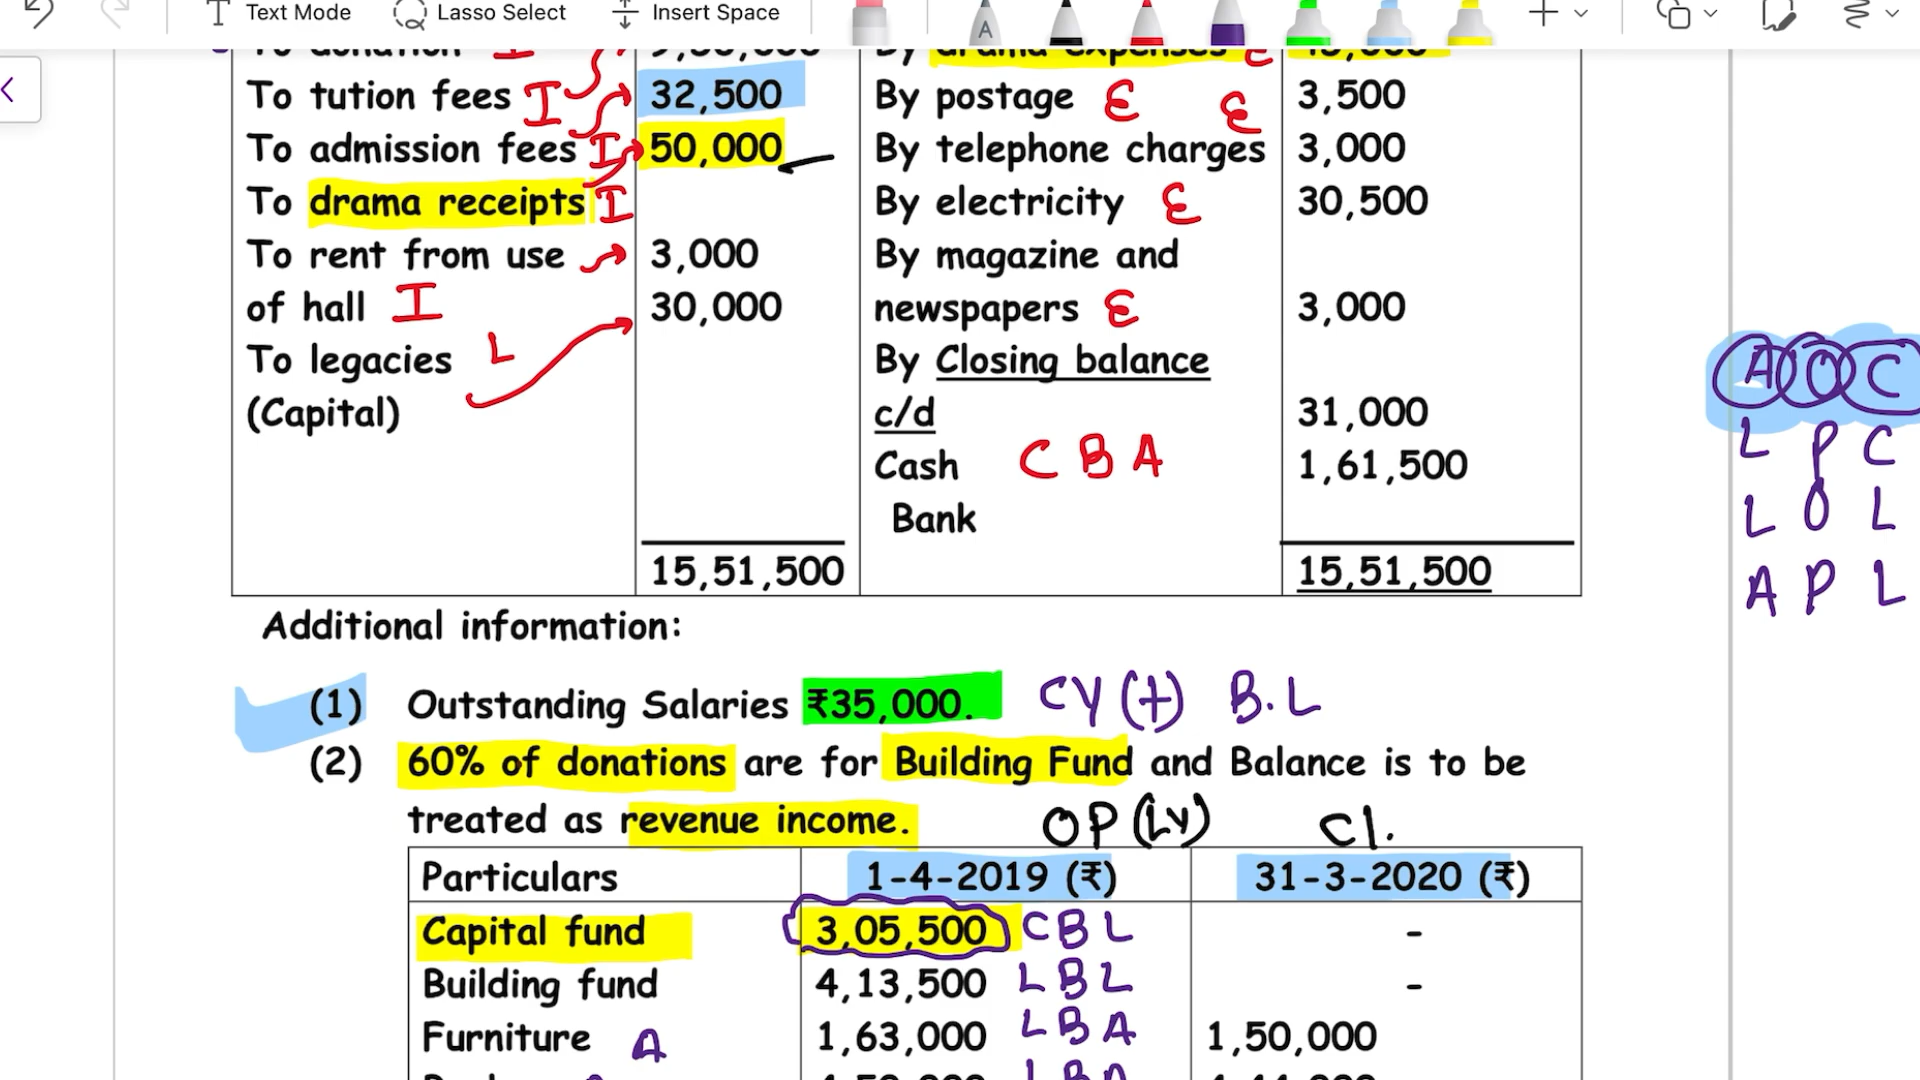 Text Mode Lasso Select Insert Space
A
To donation I By drama expenses E
To tution fees I 32,500 By postage E E 3,500
To admission fees I 50,000 By telephone charges 3,000
To drama receipts I By electricity E 30,500
To rent from use 3,000 By magazine and
of hall I 30,000 newspapers E 3,000
To legacies L By Closing balance
(Capital) c/d 31,000
Cash C B A 1,61,500
Bank
15,51,500 15,51,500
A O C
L P C
L O L
A P L
Additional information:
(1) Outstanding Salaries ₹35,000. CY (+) B.L
(2) 60% of donations are for Building Fund and Balance is to be
treated as revenue income. OP (LY) Cl.
Particulars 1-4-2019 (₹) 31-3-2020 (₹)
Capital fund 3,05,500 C B L -
Building fund 4,13,500 L B L -
Furniture A 1,63,000 L B A 1,50,000
L B A